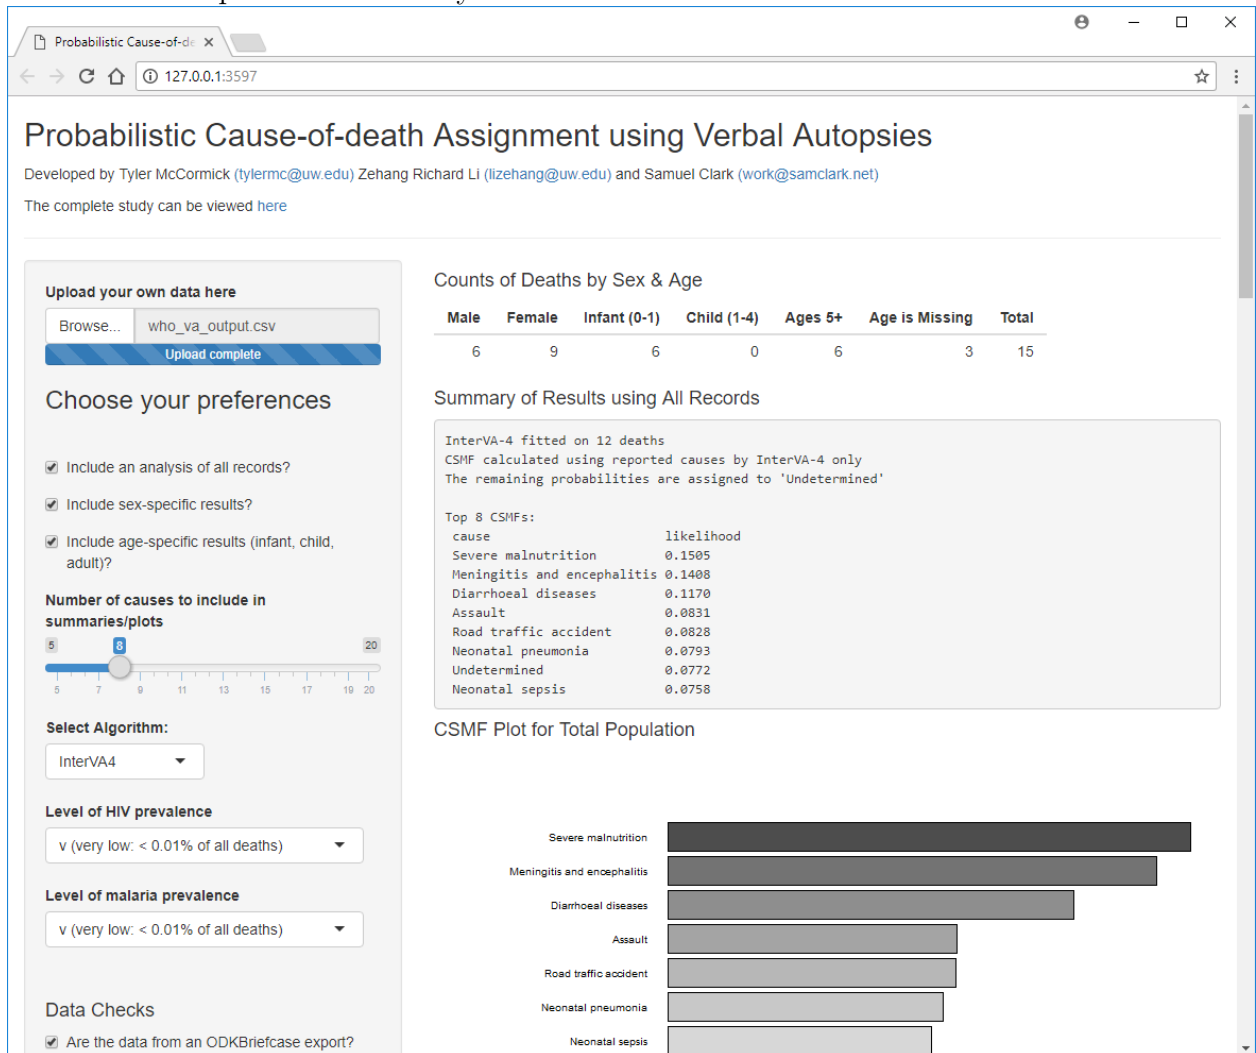 Probabilistic Cause-of-de
127.0.0.1:3597
Probabilistic Cause-of-death Assignment using Verbal Autopsies
Developed by Tyler McCormick (tylermc@uw.edu) Zehang Richard Li (lizehang@uw.edu) and Samuel Clark (work@samclark.net)
The complete study can be viewed here
Upload your own data here
Browse... who_va_output.csv
Upload complete
Choose your preferences
Include an analysis of all records?
Include sex-specific results?
Include age-specific results (infant, child,
adult)?
Number of causes to include in
summaries/plots
5 8 20
5 7 9 11 13 15 17 19 20
Select Algorithm:
InterVA4
Level of HIV prevalence
v (very low: < 0.01% of all deaths)
Level of malaria prevalence
v (very low: < 0.01% of all deaths)
Data Checks
Are the data from an ODKBriefcase export?
Counts of Deaths by Sex & Age
Male Female Infant (0-1) Child (1-4) Ages 5+ Age is Missing Total
6 9 6 0 6 3 15
Summary of Results using All Records
InterVA-4 fitted on 12 deaths
CSMF calculated using reported causes by InterVA-4 only
The remaining probabilities are assigned to 'Undetermined'
Top 8 CSMFs:
cause likelihood
Severe malnutrition 0.1505
Meningitis and encephalitis 0.1408
Diarrhoeal diseases 0.1170
Assault 0.0831
Road traffic accident 0.0828
Neonatal pneumonia 0.0793
Undetermined 0.0772
Neonatal sepsis 0.0758
CSMF Plot for Total Population
Severe malnutrition
Meningitis and encephalitis
Diarrhoeal diseases
Assault
Road traffic accident
Neonatal pneumonia
Neonatal sepsis